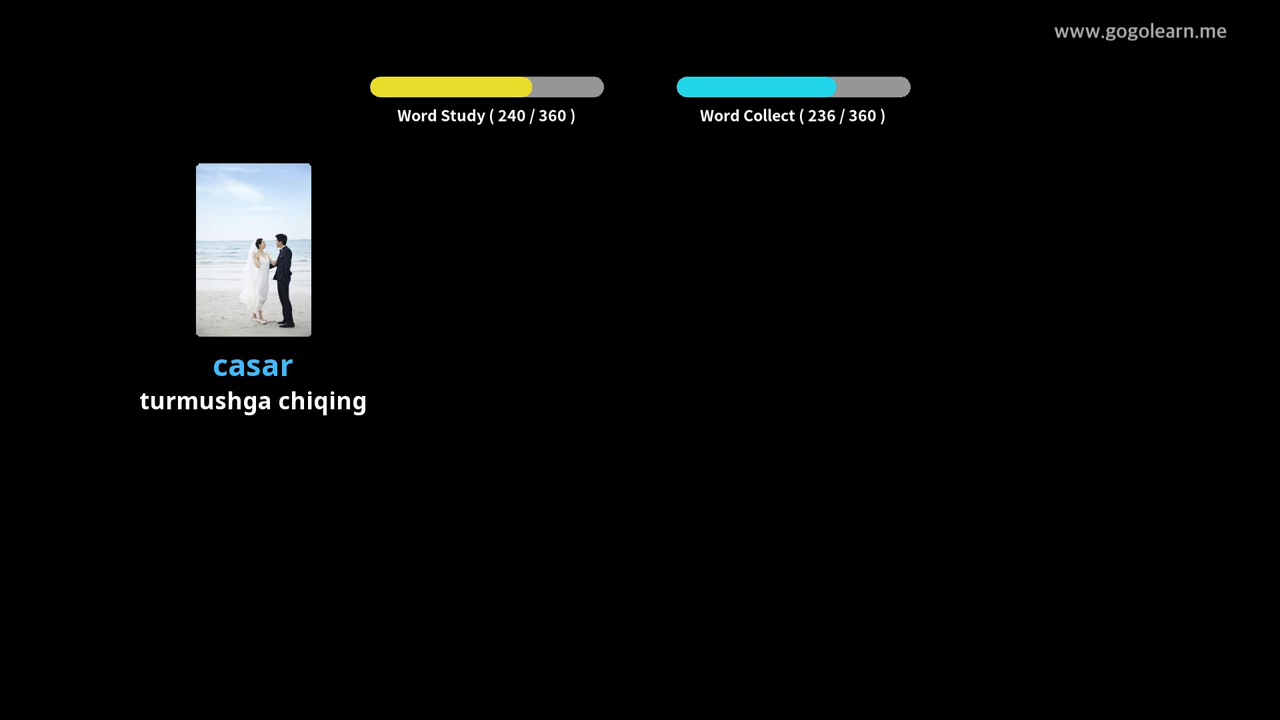 www.gogolearn.me
Word Study ( 240 / 360 )
Word Collect ( 236 / 360 )
casar
turmushga chiqing